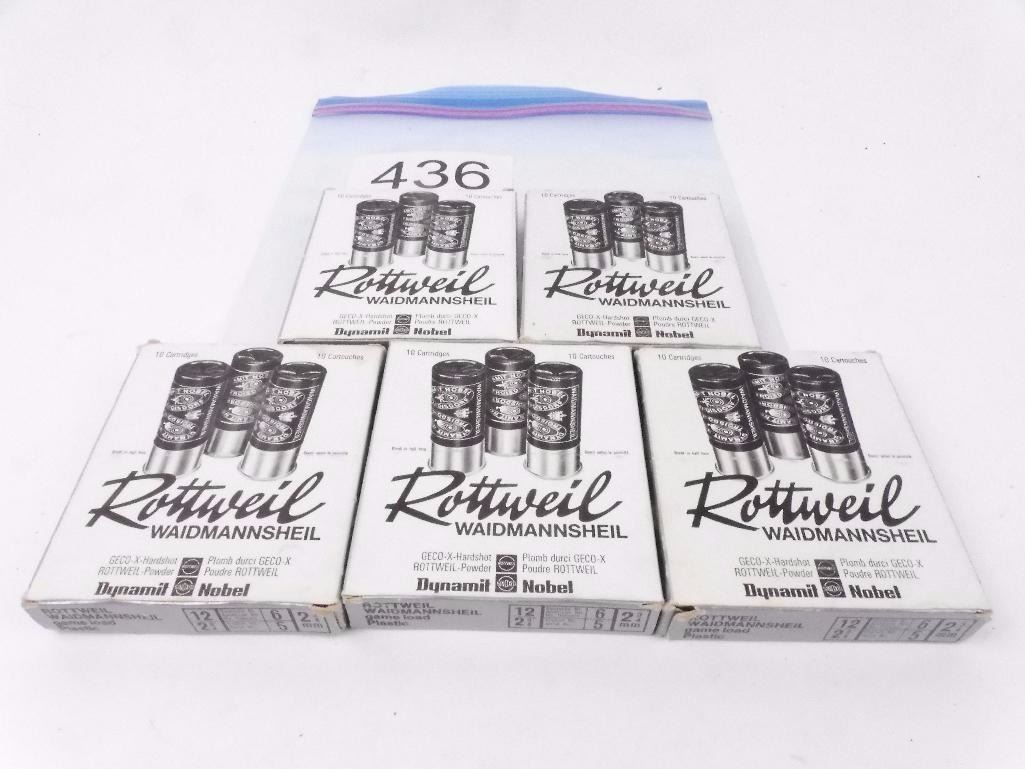 436
10 Cartridges 10 Cartouches
Rottweil
WAIDMANNSHEIL
GECO-X-Hardshot Plomb durci GECO-X
ROTTWEIL-Powder Poudre ROTTWEIL
Dynamit Nobel
10 Cartridges 10 Cartouches
Rottweil
WAIDMANNSHEIL
GECO-X-Hardshot Plomb durci GECO-X
ROTTWEIL-Powder Poudre ROTTWEIL
Dynamit Nobel
10 Cartridges 10 Cartouches
Rottweil
WAIDMANNSHEIL
GECO-X-Hardshot Plomb durci GECO-X
ROTTWEIL-Powder Poudre ROTTWEIL
Dynamit Nobel
ROTTWEIL
WAIDMANNSHEIL
game load
Plastic
12 6
5 mm
10 Cartridges 10 Cartouches
Rottweil
WAIDMANNSHEIL
GECO-X-Hardshot Plomb durci GECO-X
ROTTWEIL-Powder Poudre ROTTWEIL
Dynamit Nobel
ROTTWEIL
WAIDMANNSHEIL
game load
Plastic
12 6
5 mm
10 Cartridges 10 Cartouches
Rottweil
WAIDMANNSHEIL
GECO-X-Hardshot Plomb durci GECO-X
ROTTWEIL-Powder Poudre ROTTWEIL
Dynamit Nobel
ROTTWEIL
WAIDMANNSHEIL
game load
Plastic
12 6
5 mm